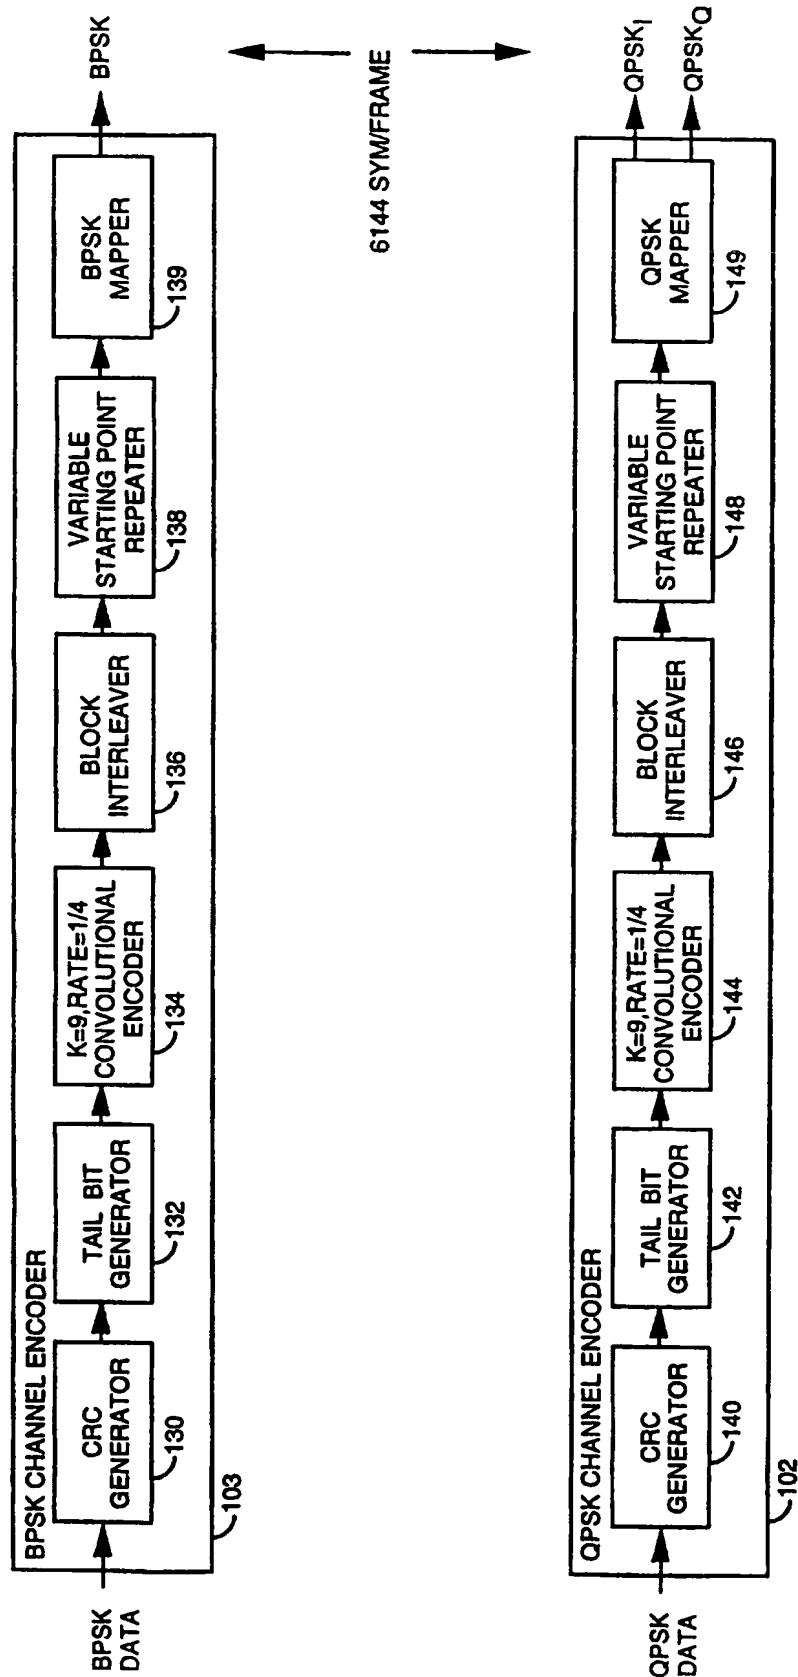 BPSK CHANNEL ENCODER
BPSK
DATA
CRC
GENERATOR
130
TAIL BIT
GENERATOR
132
K=9,RATE=1/4
CONVOLUTIONAL
ENCODER
134
BLOCK
INTERLEAVER
136
VARIABLE
STARTING POINT
REPEATER
138
BPSK
MAPPER
139
BPSK
103
6144 SYM/FRAME
QPSK CHANNEL ENCODER
QPSK
DATA
CRC
GENERATOR
140
TAIL BIT
GENERATOR
142
K=9,RATE=1/4
CONVOLUTIONAL
ENCODER
144
BLOCK
INTERLEAVER
146
VARIABLE
STARTING POINT
REPEATER
148
QPSK
MAPPER
149
QPSKI
QPSKQ
102